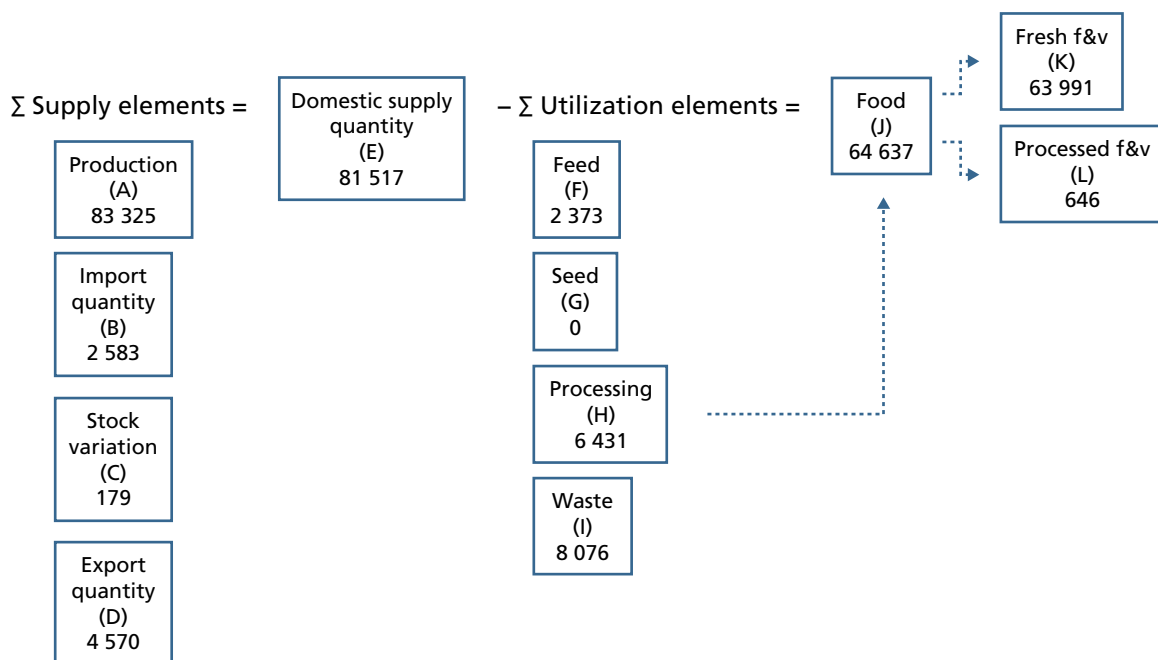 ∑ Supply elements =
Production
(A)
83 325
Import
quantity
(B)
2 583
Stock
variation
(C)
179
Export
quantity
(D)
4 570
Domestic supply
quantity
(E)
81 517
– ∑ Utilization elements =
Feed
(F)
2 373
Seed
(G)
0
Processing
(H)
6 431
Waste
(I)
8 076
Food
(J)
64 637
Fresh f&v
(K)
63 991
Processed f&v
(L)
646